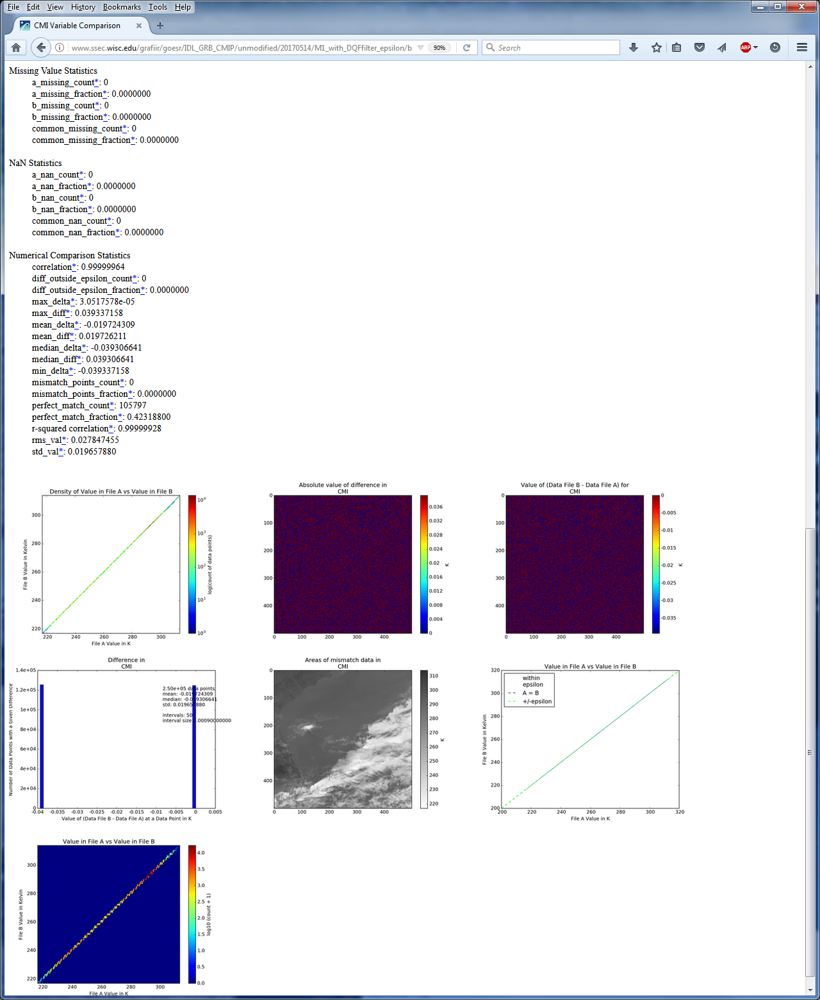 File Edit View History Bookmarks Tools Help
CMI Variable Comparison
www.ssec.wisc.edu/grafiir/goesr/IDL_GRB_CMIP/unmodified/20170514/M1_with_DQFfilter_epsilon/b
90%
Search
ABP
Missing Value Statistics
a_missing_count*: 0
a_missing_fraction*: 0.0000000
b_missing_count*: 0
b_missing_fraction*: 0.0000000
common_missing_count*: 0
common_missing_fraction*: 0.0000000
NaN Statistics
a_nan_count*: 0
a_nan_fraction*: 0.0000000
b_nan_count*: 0
b_nan_fraction*: 0.0000000
common_nan_count*: 0
common_nan_fraction*: 0.0000000
Numerical Comparison Statistics
correlation*: 0.99999964
diff_outside_epsilon_count*: 0
diff_outside_epsilon_fraction*: 0.0000000
max_delta*: 3.0517578e-05
max_diff*: 0.039337158
mean_delta*: -0.019724309
mean_diff*: 0.019726211
median_delta*: -0.039306641
median_diff*: 0.039306641
min_delta*: -0.039337158
mismatch_points_count*: 0
mismatch_points_fraction*: 0.0000000
perfect_match_count*: 105797
perfect_match_fraction*: 0.42318800
r-squared correlation*: 0.99999928
rms_val*: 0.027847455
std_val*: 0.019657880
Density of Value in File A vs Value in File B
300
280
260
240
220
220 240 260 280 300
File A Value in K
File B Value in Kelvin
10^4
10^3
10^2
10^1
10^0
log(count of data points)
Absolute value of difference in
CMI
0
100
200
300
400
0 100 200 300 400
0.036
0.032
0.028
0.024
0.02
0.016
0.012
0.008
0.004
0
K
Value of (Data File B - Data File A) for
CMI
0
100
200
300
400
0 100 200 300 400
0
-0.005
-0.01
-0.015
-0.02
-0.025
-0.03
-0.035
K
Difference in
CMI
1.4e+05
1.2e+05
1e+05
8e+04
6e+04
4e+04
2e+04
0
Number of Data Points with a Given Difference
2.50e+05 data points
mean: -0.019724309
median: -0.039306641
std: 0.019657880
intervals: 50
interval size 0.00090000000
-0.04 -0.035 -0.03 -0.025 -0.02 -0.015 -0.01 -0.005 0 0.005
Value of (Data File B - Data File A) at a Data Point in K
Areas of mismatch data in
CMI
0
100
200
300
400
0 100 200 300 400
310
300
290
280
270
260
250
240
230
220
K
Value in File A vs Value in File B
within
epsilon
A = B
+/-epsilon
320
300
280
260
240
220
200
200 220 240 260 280 300 320
File A Value in K
File B Value in Kelvin
Value in File A vs Value in File B
300
280
260
240
220
220 240 260 280 300
File A Value in K
File B Value in Kelvin
4.0
3.5
3.0
2.5
2.0
1.5
1.0
0.5
0.0
log10 (count + 1)